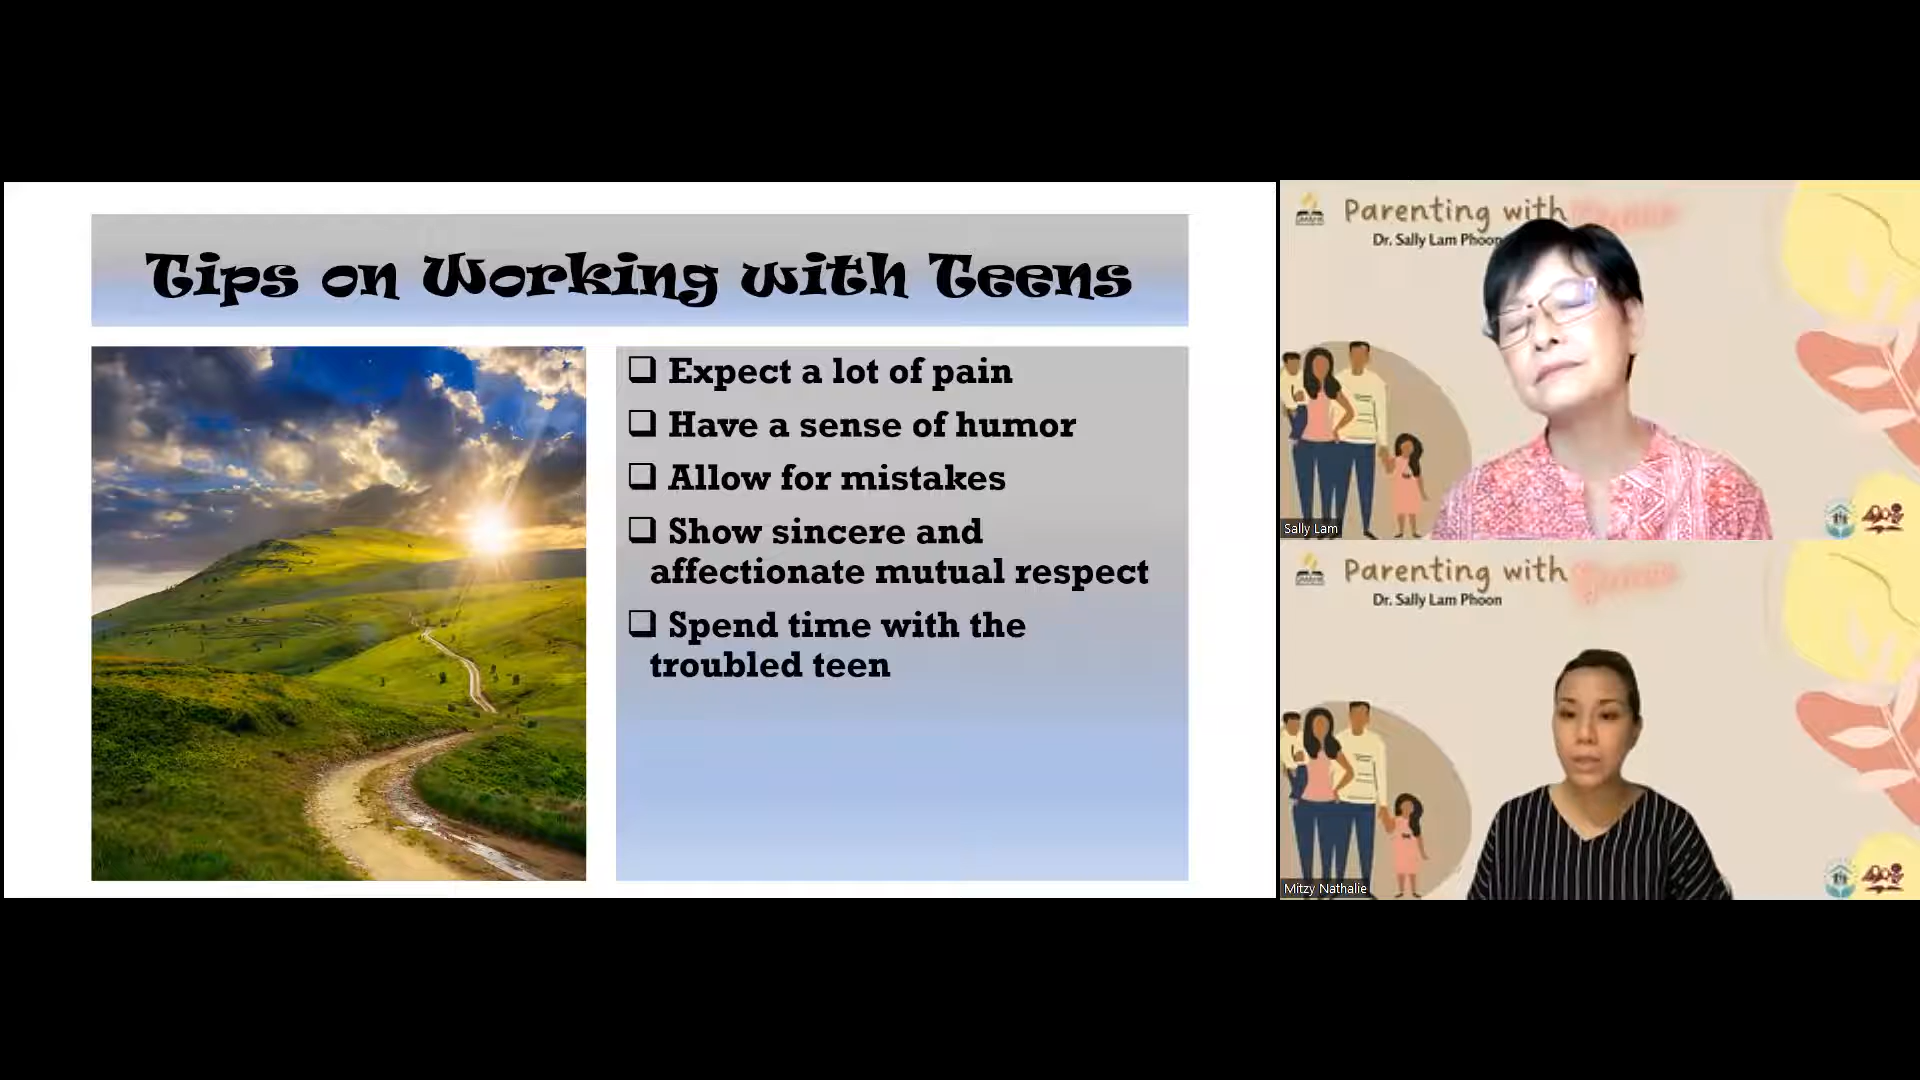 Tips on Working with Teens
❑ Expect a lot of pain
❑ Have a sense of humor
❑ Allow for mistakes
❑ Show sincere and
affectionate mutual respect
❑ Spend time with the
troubled teen
Parenting with
Dr. Sally Lam Phoon
Sally Lam
Parenting with
Dr. Sally Lam Phoon
Mitzy Nathalie